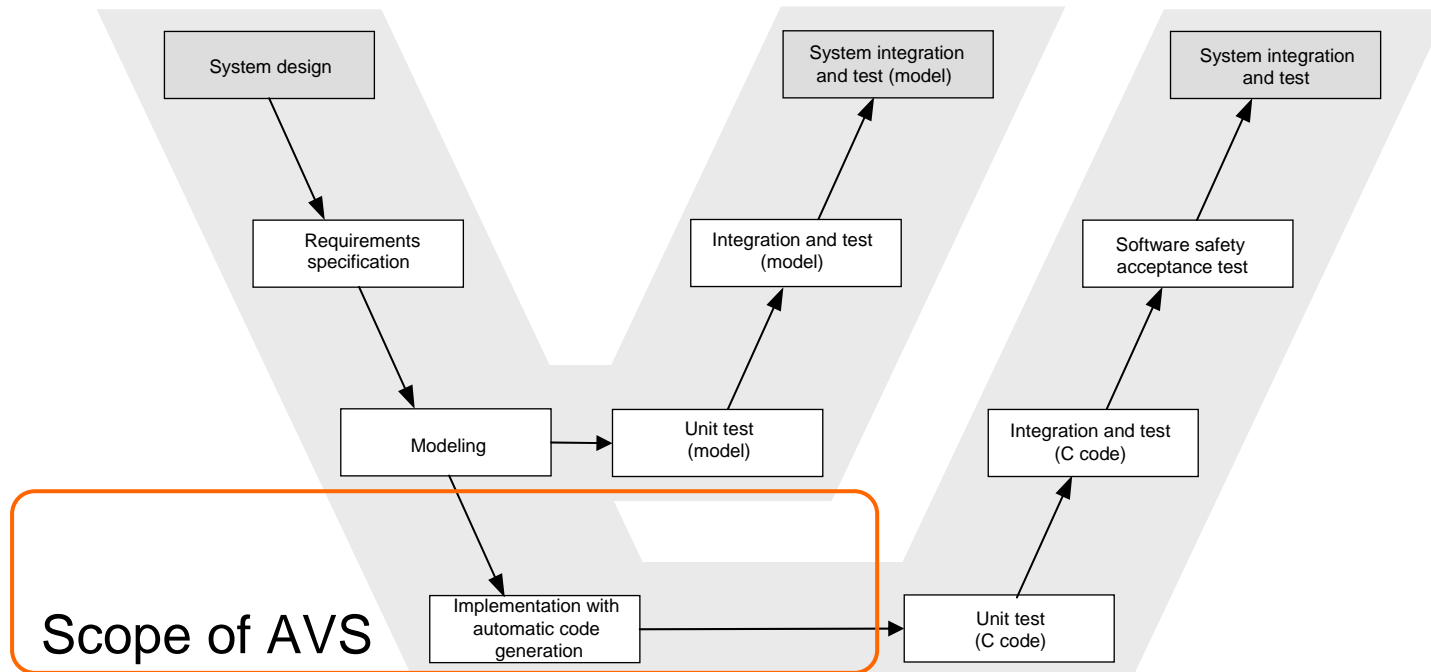 System design
System integration
and test (model)
System integration
and test
Requirements
specification
Integration and test
(model)
Software safety
acceptance test
Modeling
Unit test
(model)
Integration and test
(C code)
Scope of AVS
Implementation with
automatic code
generation
Unit test
(C code)